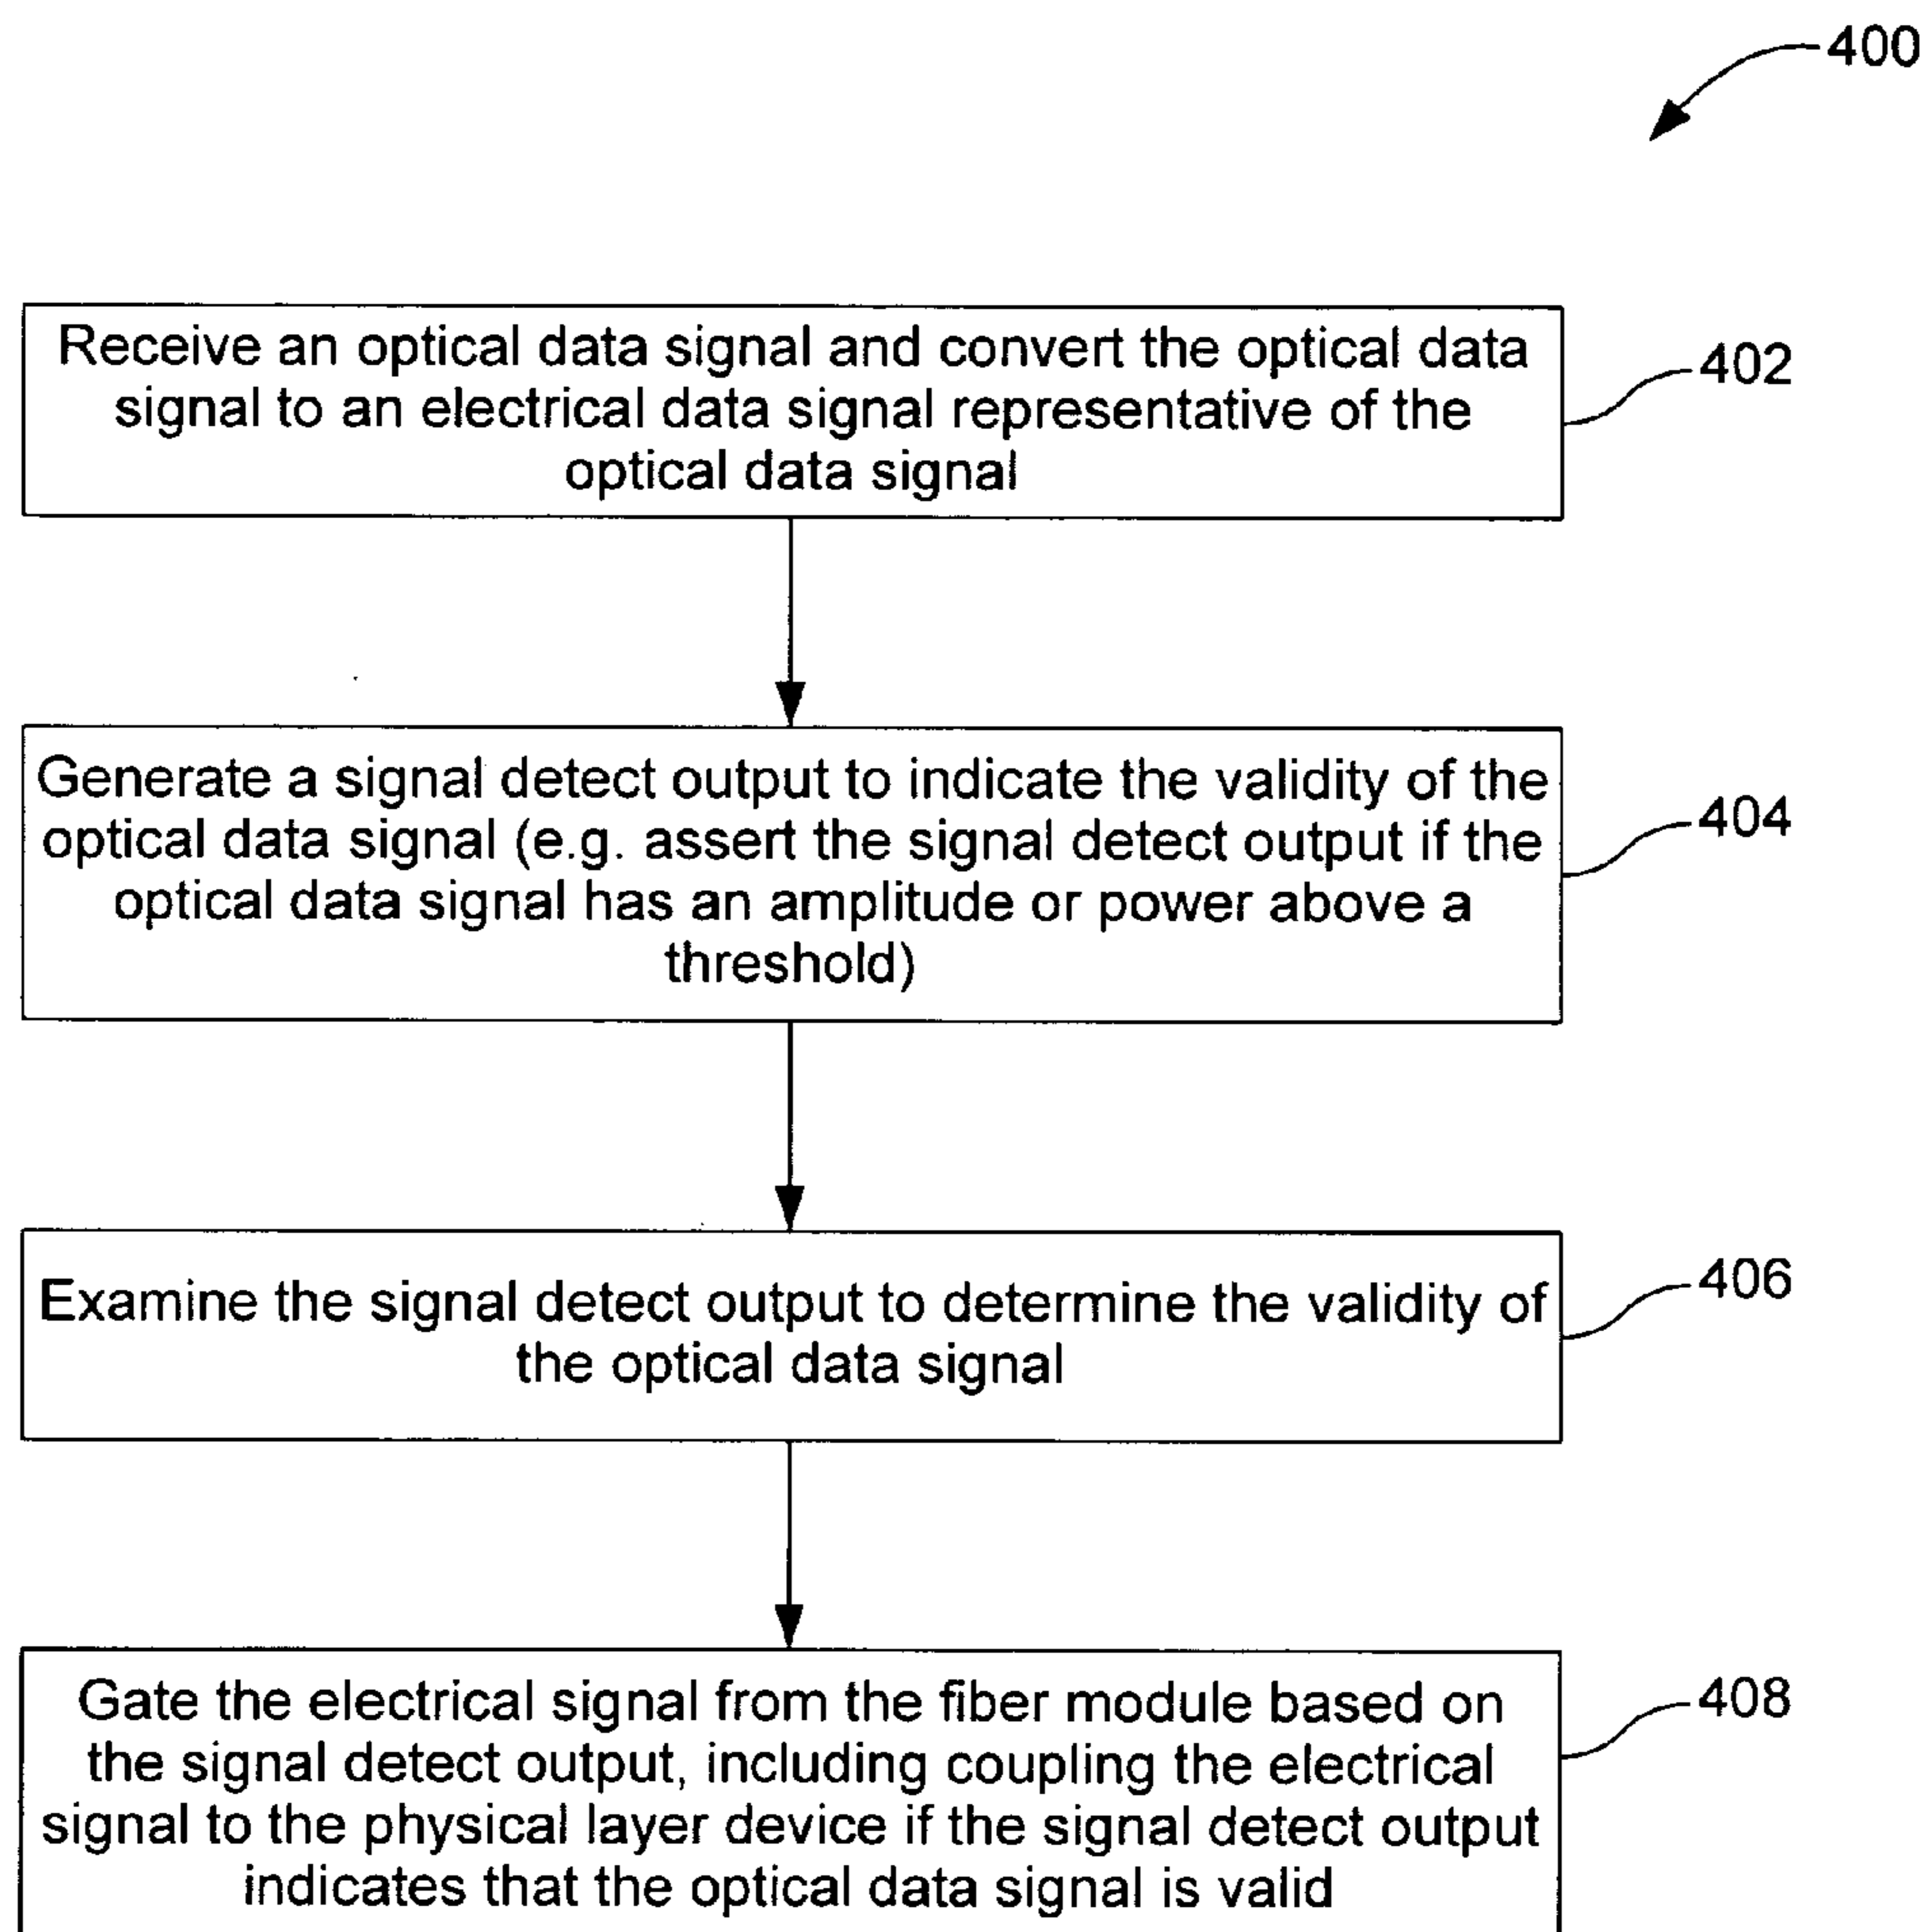 400
Receive an optical data signal and convert the optical data
signal to an electrical data signal representative of the
optical data signal
402
Generate a signal detect output to indicate the validity of the
optical data signal (e.g. assert the signal detect output if the
optical data signal has an amplitude or power above a
threshold)
404
Examine the signal detect output to determine the validity of
the optical data signal
406
Gate the electrical signal from the fiber module based on
the signal detect output, including coupling the electrical
signal to the physical layer device if the signal detect output
indicates that the optical data signal is valid
408